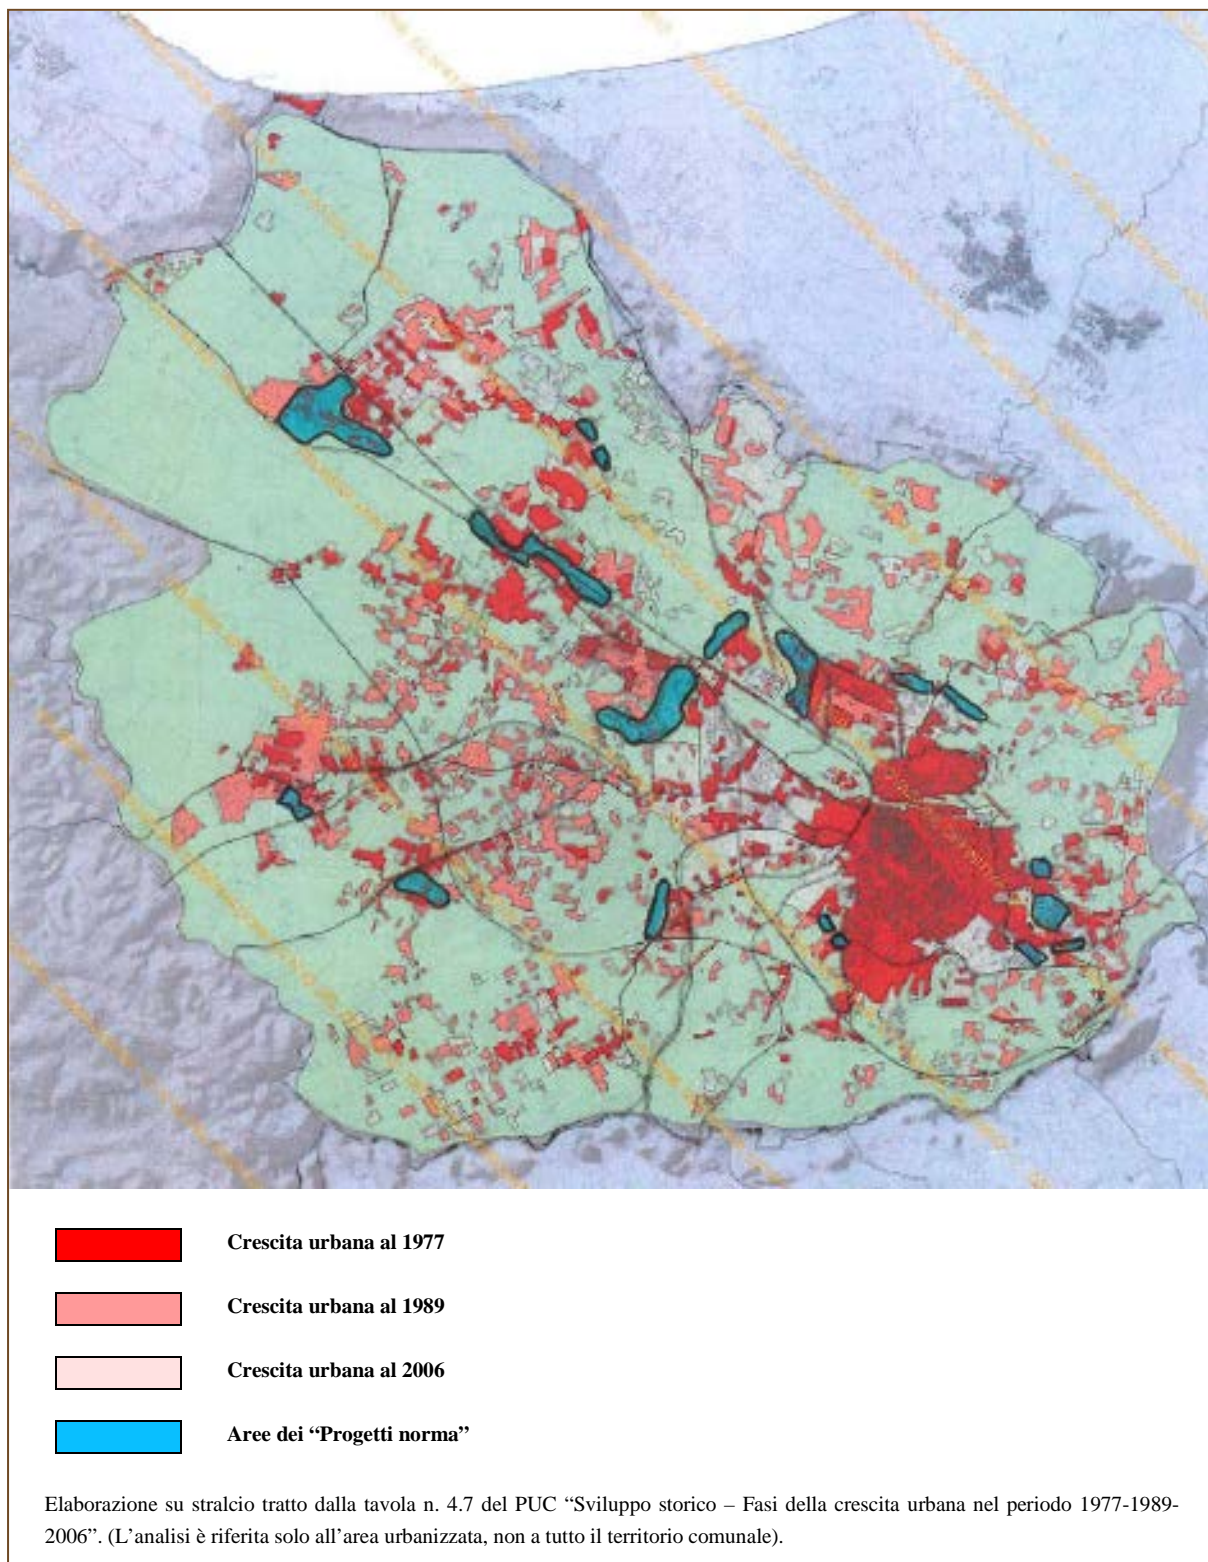 Crescita urbana al 1977
Crescita urbana al 1989
Crescita urbana al 2006
Aree dei “Progetti norma”
Elaborazione su stralcio tratto dalla tavola n. 4.7 del PUC “Sviluppo storico – Fasi della crescita urbana nel periodo 1977-1989-
2006”. (L’analisi è riferita solo all’area urbanizzata, non a tutto il territorio comunale).